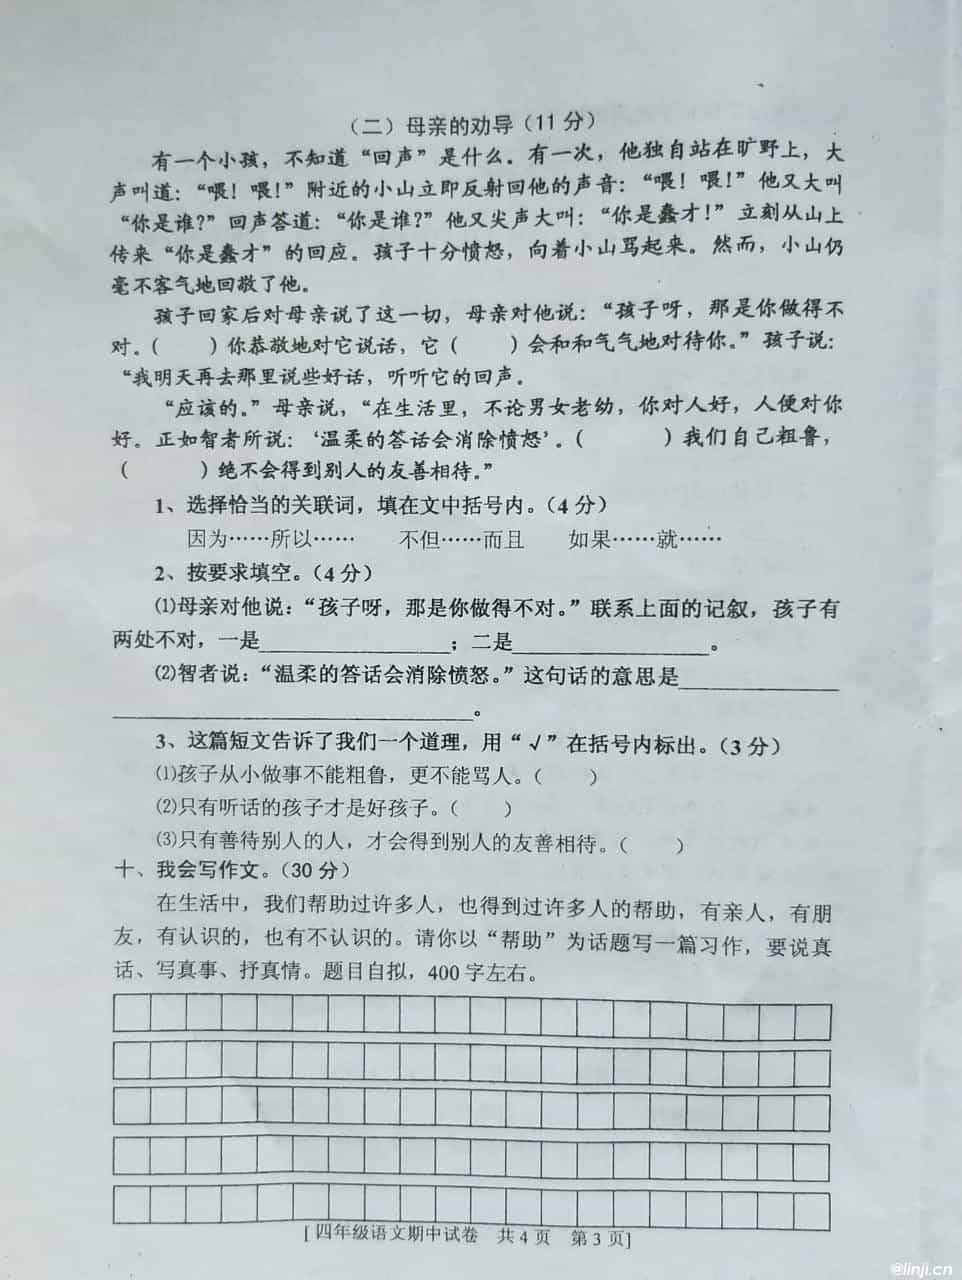 （二）母亲的劝导（11 分）
有一个小孩，不知道“回声”是什么。有一次，他独自站在旷野上，大
声叫道：“喂！喂！”附近的小山立即反射回他的声音：“喂！喂！”他又大叫
“你是谁?”回声答道：“你是谁?”他又尖声大叫：“你是蠢才！”立刻从山上
传来“你是蠢才”的回应。孩子十分愤怒，向着小山骂起来。然而，小山仍
毫不客气地回敬了他。
孩子回家后对母亲说了这一切，母亲对他说：“孩子呀，那是你做得不
对。（　　）你恭敬地对它说话，它（　　）会和和气气地对待你。”孩子说：
“我明天再去那里说些好话，听听它的回声。
“应该的。”母亲说，“在生活里，不论男女老幼，你对人好，人便对你
好。正如智者所说：‘温柔的答话会消除愤怒’。（　　）我们自己粗鲁，
（　　）绝不会得到别人的友善相待。”
1、选择恰当的关联词，填在文中括号内。（4 分）
因为……所以……　　不但……而且　　如果……就……
2、按要求填空。（4 分）
⑴母亲对他说：“孩子呀，那是你做得不对。”联系上面的记叙，孩子有
两处不对，一是__________________；二是__________________。
⑵智者说：“温柔的答话会消除愤怒。”这句话的意思是_______________
__________________________________。
3、这篇短文告诉了我们一个道理，用“√”在括号内标出。（3 分）
⑴孩子从小做事不能粗鲁，更不能骂人。（　　）
⑵只有听话的孩子才是好孩子。（　　）
⑶只有善待别人的人，才会得到别人的友善相待。（　　）
十、我会写作文。（30 分）
在生活中，我们帮助过许多人，也得到过许多人的帮助，有亲人，有朋
友，有认识的，也有不认识的。请你以“帮助”为话题写一篇习作，要说真
话、写真事、抒真情。题目自拟，400 字左右。
[ 四年级语文期中试卷　共 4 页　第 3 页]
@linji.cn